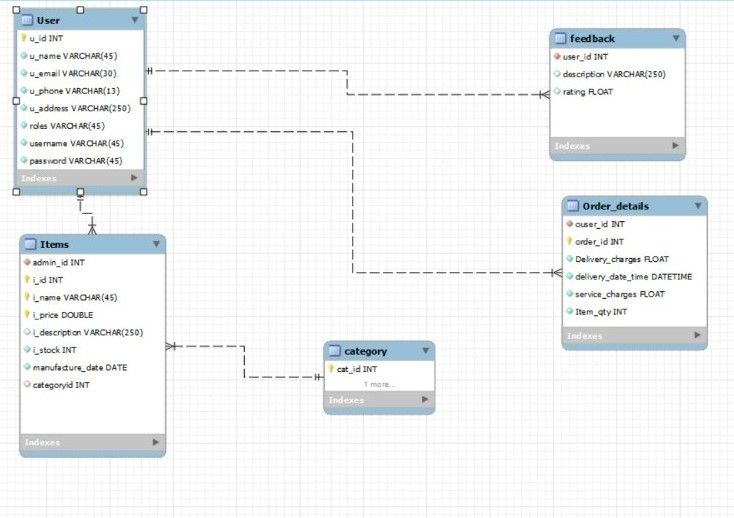 User
u_id INT
u_name VARCHAR(45)
u_email VARCHAR(30)
u_phone VARCHAR(13)
u_address VARCHAR(250)
roles VARCHAR(45)
username VARCHAR(45)
password VARCHAR(45)
Indexes
feedback
user_id INT
description VARCHAR(250)
rating FLOAT
Indexes
Order_details
ouser_id INT
order_id INT
Delivery_charges FLOAT
delivery_date_time DATETIME
service_charges FLOAT
Item_qty INT
Indexes
Items
admin_id INT
i_id INT
i_name VARCHAR(45)
i_price DOUBLE
i_description VARCHAR(250)
i_stock INT
manufacture_date DATE
categoryid INT
Indexes
category
cat_id INT
1 more...
Indexes